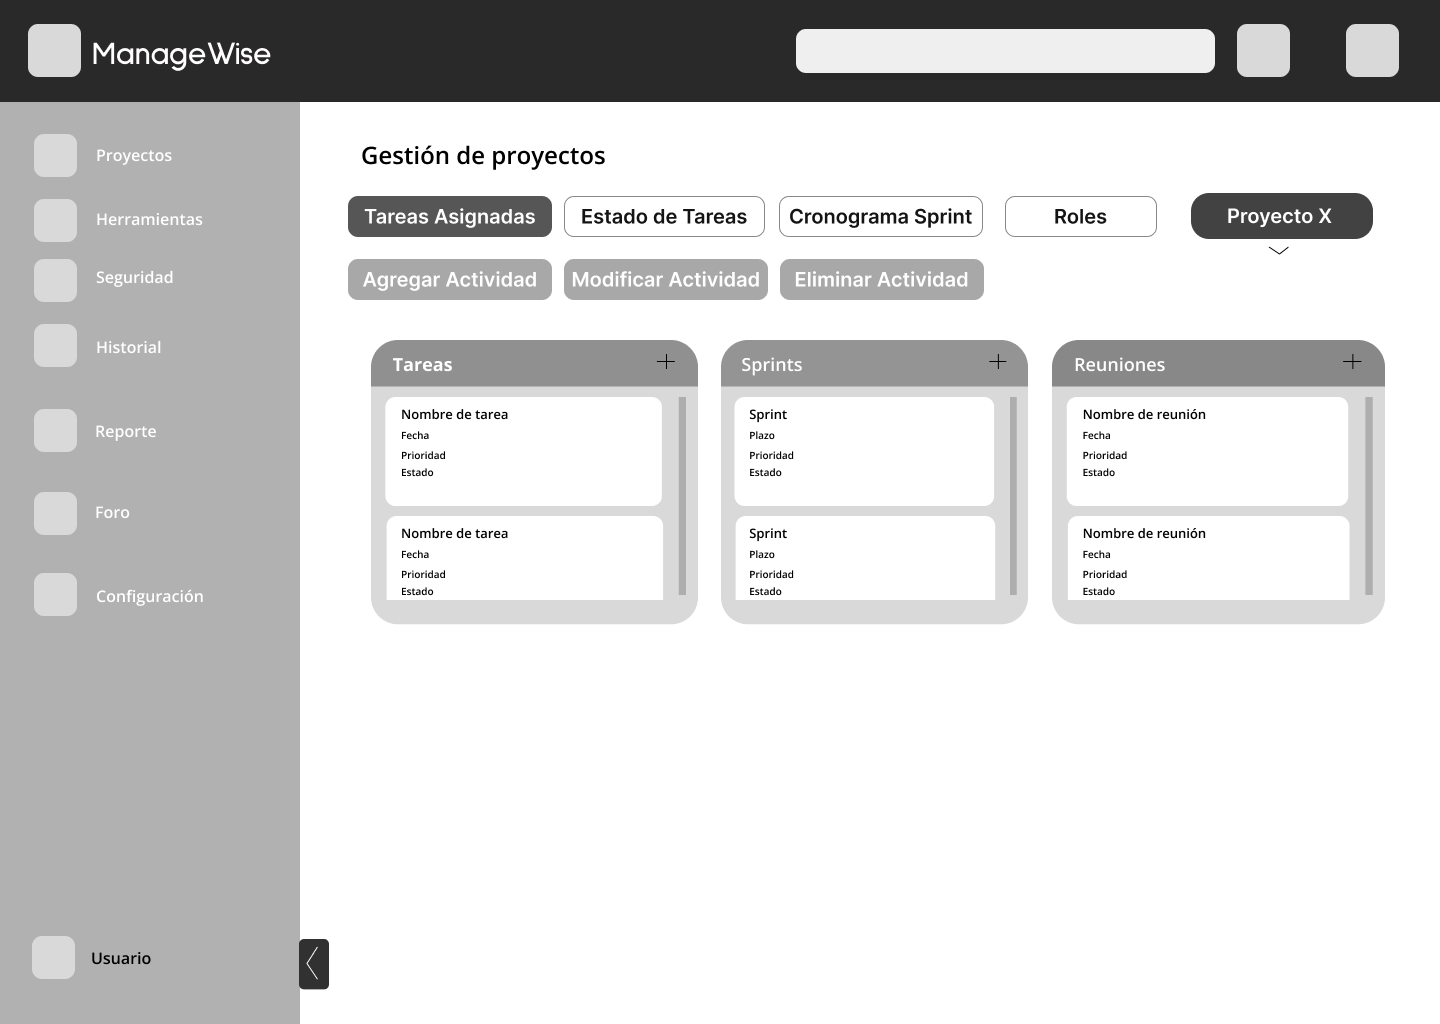 ManageWise
Proyectos
Herramientas
Seguridad
Historial
Reporte
Foro
Configuración
Usuario
Gestión de proyectos
Tareas Asignadas
Estado de Tareas
Cronograma Sprint
Roles
Proyecto X
Agregar Actividad
Modificar Actividad
Eliminar Actividad
Tareas
Nombre de tarea
Fecha
Prioridad
Estado
Nombre de tarea
Fecha
Prioridad
Estado
Sprints
Sprint
Plazo
Prioridad
Estado
Sprint
Plazo
Prioridad
Estado
Reuniones
Nombre de reunión
Fecha
Prioridad
Estado
Nombre de reunión
Fecha
Prioridad
Estado